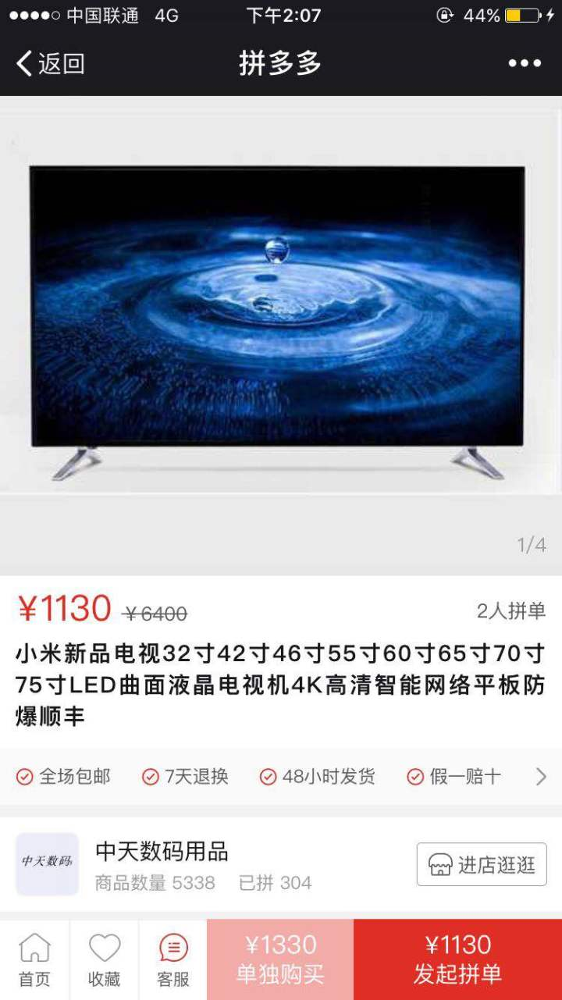 中国联通 4G 下午2:07 44%
返回 拼多多
1/4
¥1130 ¥6400 2人拼单
小米新品电视32寸42寸46寸55寸60寸65寸70寸
75寸LED曲面液晶电视机4K高清智能网络平板防
爆顺丰
全场包邮 7天退换 48小时发货 假一赔十
中天数码 中天数码用品 进店逛逛
商品数量 5338 已拼 304
¥1330 ¥1130
首页 收藏 客服 单独购买 发起拼单